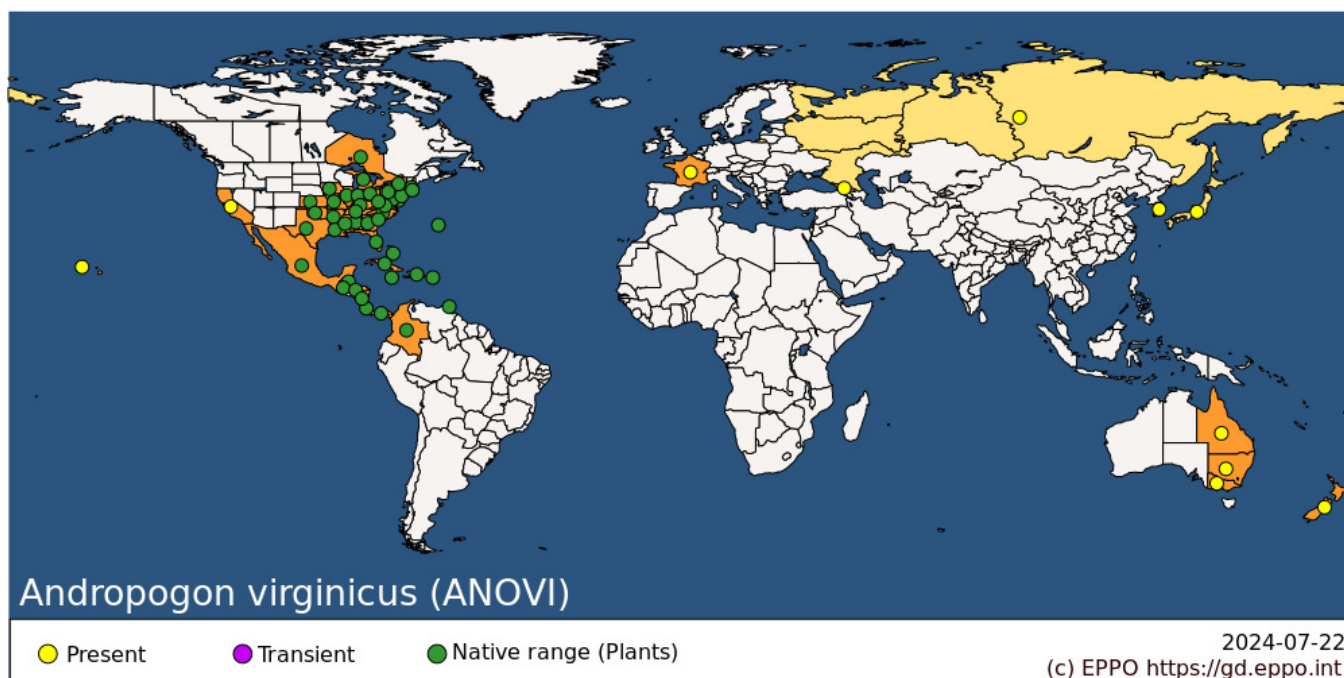 Andropogon virginicus (ANOVI)
Present
Transient
Native range (Plants)
2024-07-22
(c) EPPO https://gd.eppo.int